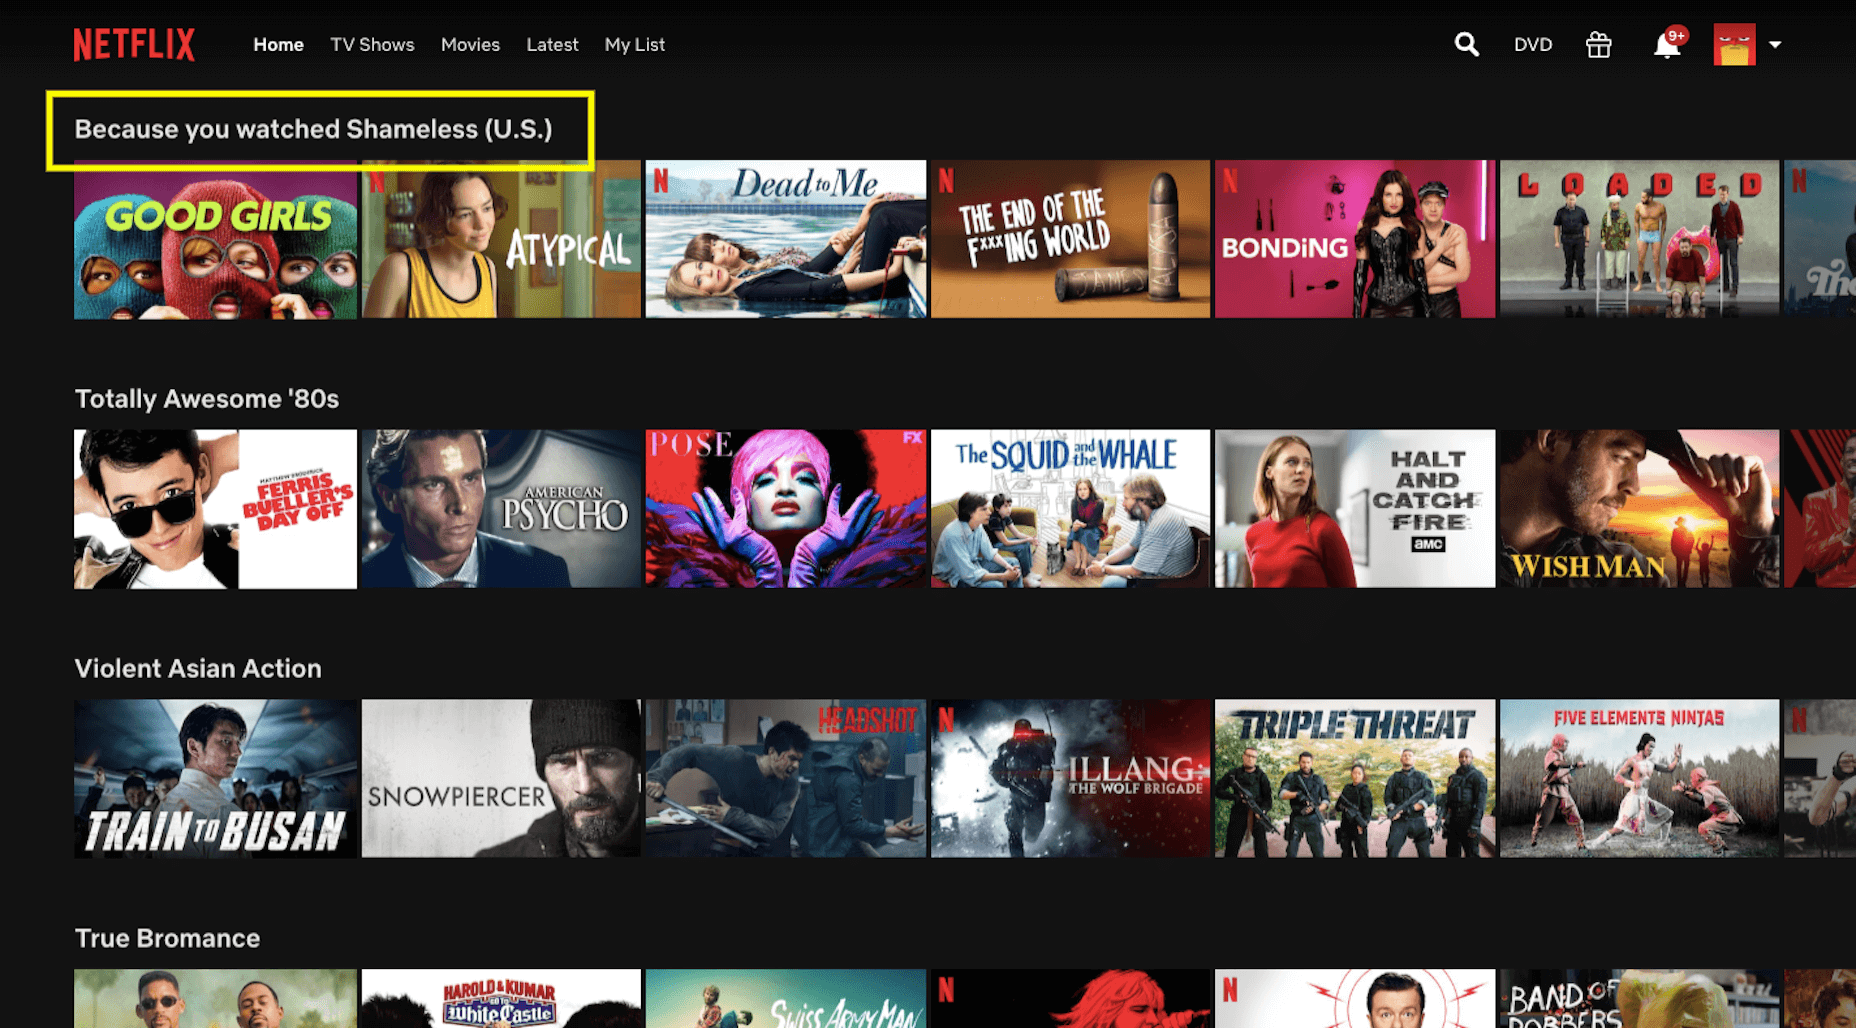 NETFLIX
Home TV Shows Movies Latest My List
DVD
9+
Because you watched Shameless (U.S.)
GOOD GIRLS
N
ATYPICAL
N
Dead to Me
N
THE END OF THE
F***ING WORLD
JAMES
ALYSSA
N
BONDiNG
LOADED
N
The
Totally Awesome '80s
MATTHEW BRODERICK
FERRIS
BUELLER'S
DAY OFF
AMERICAN
PSYCHO
POSE
FX
The SQUID and the WHALE
HALT
AND
CATCH
FIRE
aMC
WISH MAN
Violent Asian Action
TRAIN TO BUSAN
SNOWPIERCER
HEADSHOT
N
ILLANG:
THE WOLF BRIGADE
TRIPLE THREAT
FIVE ELEMENTS NINJAS
N
True Bromance
HAROLD & KUMAR
GO TO
White Castle
SWISS ARMY MAN
N
N
BAND OF
ROBBERS